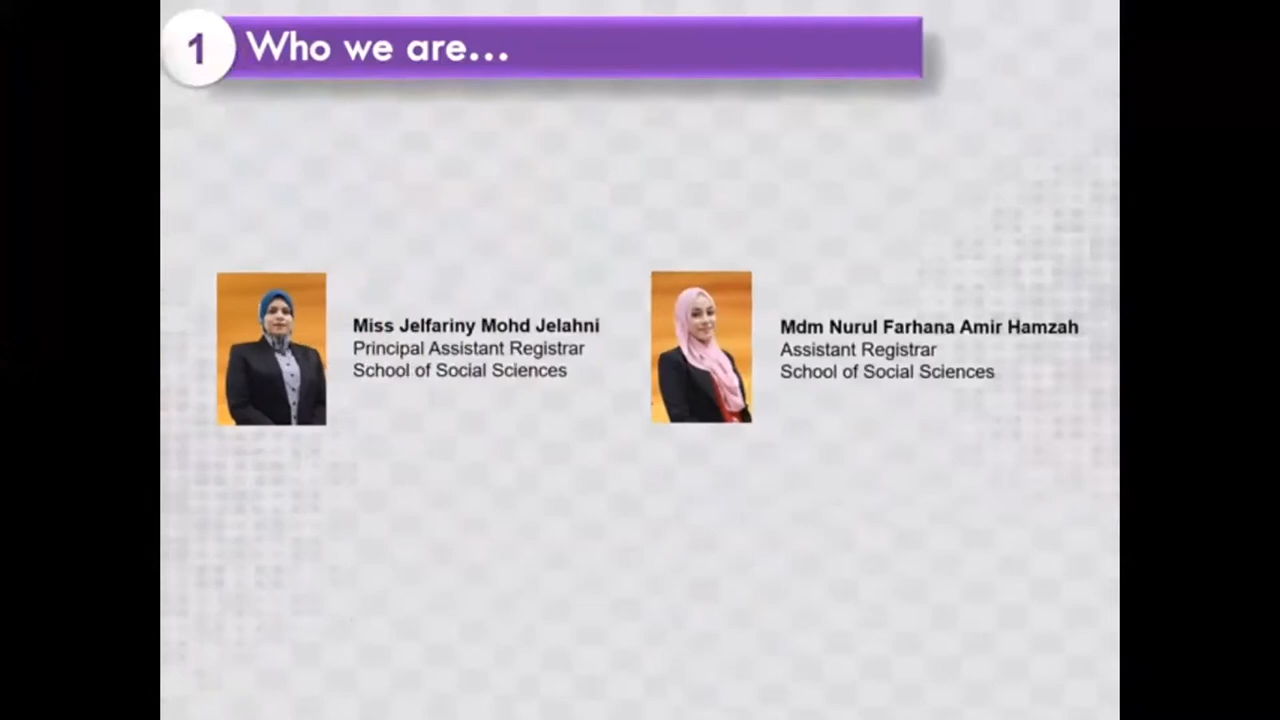 1 Who we are...
Miss Jelfariny Mohd Jelahni
Principal Assistant Registrar
School of Social Sciences
Mdm Nurul Farhana Amir Hamzah
Assistant Registrar
School of Social Sciences